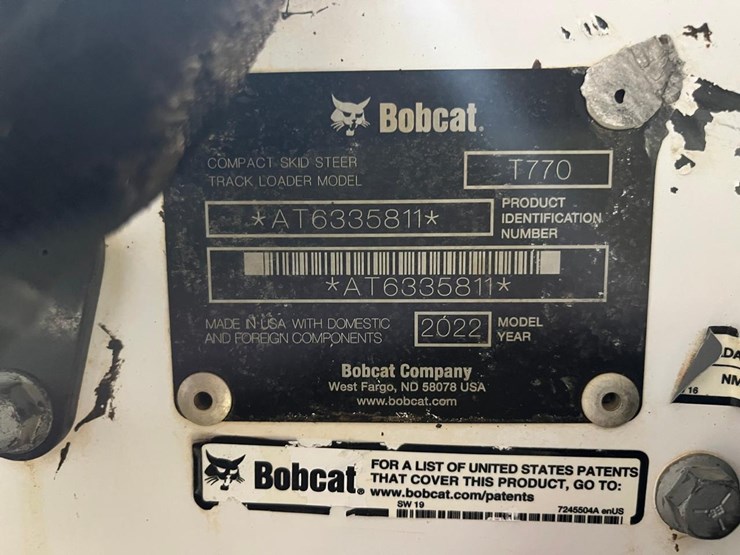 Bobcat.
COMPACT SKID STEER
TRACK LOADER MODEL
T770
*AT6335811*
PRODUCT
IDENTIFICATION
NUMBER
*AT6335811*
MADE IN USA WITH DOMESTIC
AND FOREIGN COMPONENTS
2022
MODEL
YEAR
Bobcat Company
West Fargo, ND 58078 USA
www.bobcat.com
Bobcat®
FOR A LIST OF UNITED STATES PATENTS
THAT COVER THIS PRODUCT, GO TO:
www.bobcat.com/patents
SW 19
7245504A enUS
16